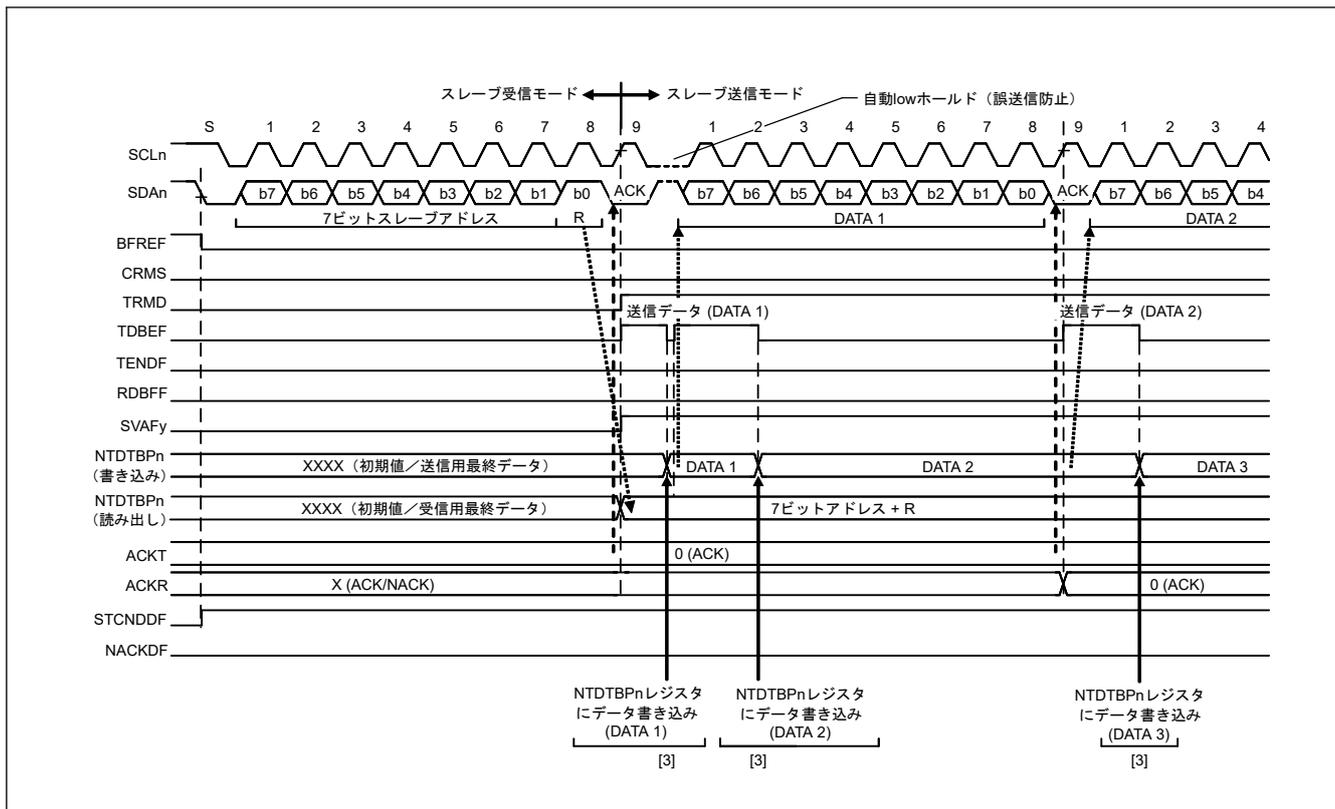 スレーブ受信モード スレーブ送信モード
自動lowホールド（誤送信防止）
S 1 2 3 4 5 6 7 8 9 1 2 3 4 5 6 7 8 9 1 2 3 4
SCLn
SDAn b7 b6 b5 b4 b3 b2 b1 b0 ACK b7 b6 b5 b4 b3 b2 b1 b0 ACK b7 b6 b5 b4
7ビットスレーブアドレス R DATA 1 DATA 2
BFREF
CRMS
TRMD
送信データ (DATA 1) 送信データ (DATA 2)
TDBEF
TENDF
RDBFF
SVAFy
NTDTBPn
（書き込み）
XXXX（初期値／送信用最終データ） DATA 1 DATA 2 DATA 3
NTDTBPn
（読み出し）
XXXX（初期値／受信用最終データ） 7ビットアドレス + R
ACKT 0 (ACK)
ACKR X (ACK/NACK) 0 (ACK)
STCNDDF
NACKDF
NTDTBPnレジスタ
にデータ書き込み
(DATA 1)
[3]
NTDTBPnレジスタ
にデータ書き込み
(DATA 2)
[3]
NTDTBPnレジスタ
にデータ書き込み
(DATA 3)
[3]